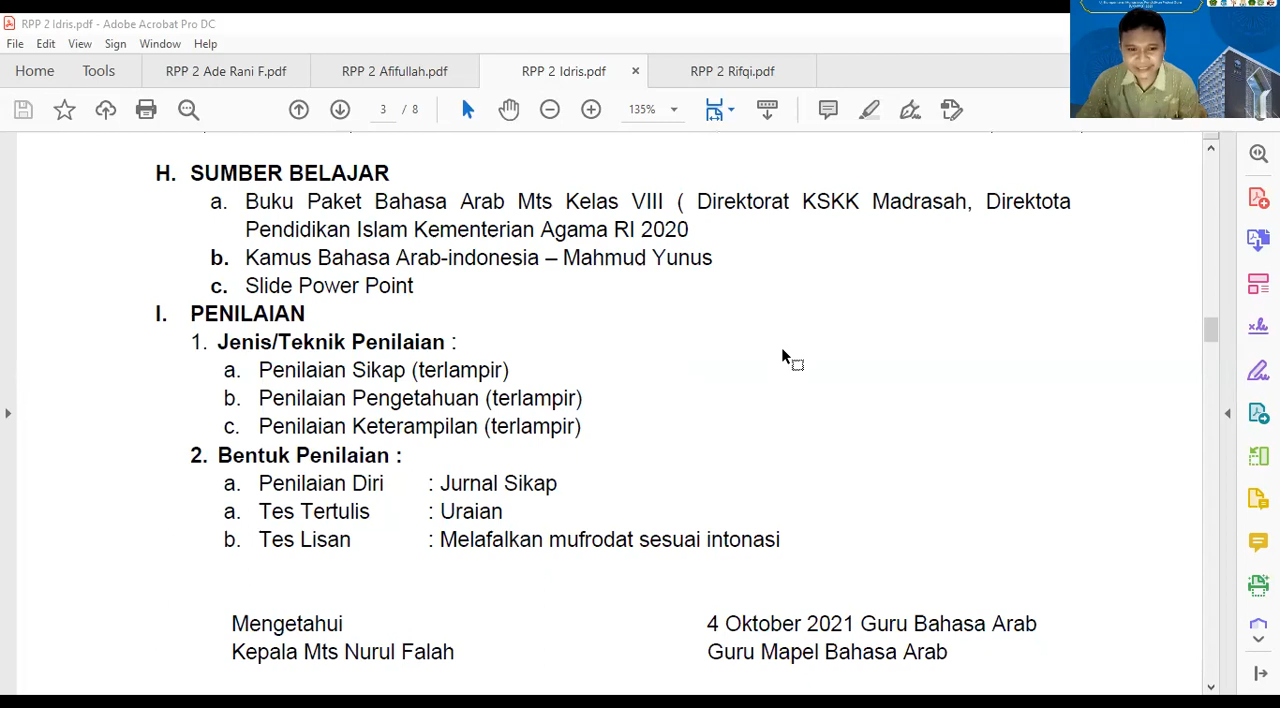 RPP 2 Idris.pdf - Adobe Acrobat Pro DC
File Edit View Sign Window Help
Home Tools RPP 2 Ade Rani F.pdf RPP 2 Afifullah.pdf RPP 2 Idris.pdf × RPP 2 Rifqi.pdf
3 / 8 135%
H. SUMBER BELAJAR
a. Buku Paket Bahasa Arab Mts Kelas VIII ( Direktorat KSKK Madrasah, Direktota
Pendidikan Islam Kementerian Agama RI 2020
b. Kamus Bahasa Arab-indonesia – Mahmud Yunus
c. Slide Power Point
I. PENILAIAN
1. Jenis/Teknik Penilaian :
a. Penilaian Sikap (terlampir)
b. Penilaian Pengetahuan (terlampir)
c. Penilaian Keterampilan (terlampir)
2. Bentuk Penilaian :
a. Penilaian Diri : Jurnal Sikap
a. Tes Tertulis : Uraian
b. Tes Lisan : Melafalkan mufrodat sesuai intonasi
Mengetahui 4 Oktober 2021 Guru Bahasa Arab
Kepala Mts Nurul Falah Guru Mapel Bahasa Arab